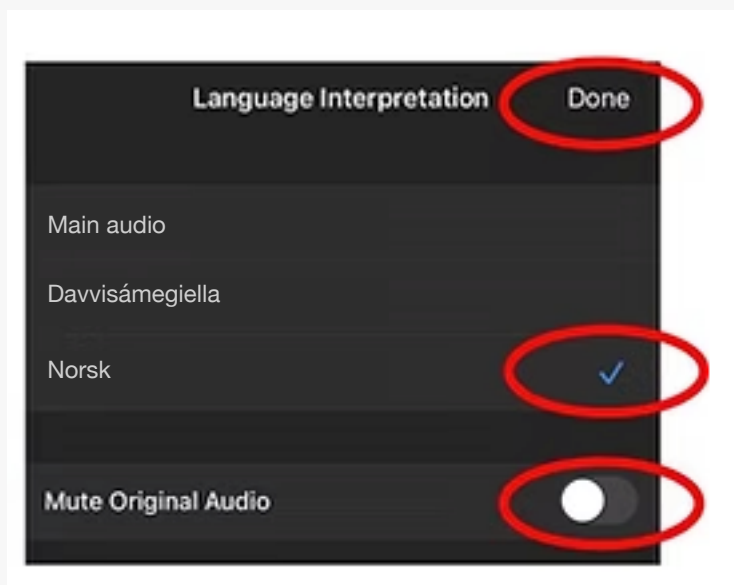 Language Interpretation Done
Main audio
Davvisámegiella
Norsk
Mute Original Audio